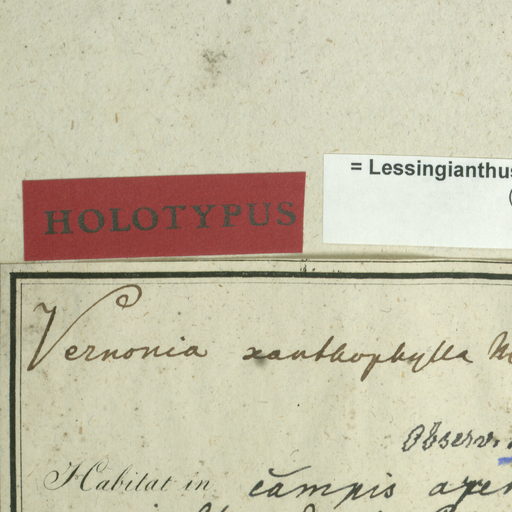 = Lessingianthus
(
HOLOTYPUS
Vernonia xanthophylla M
Observ.
Habitat in campis